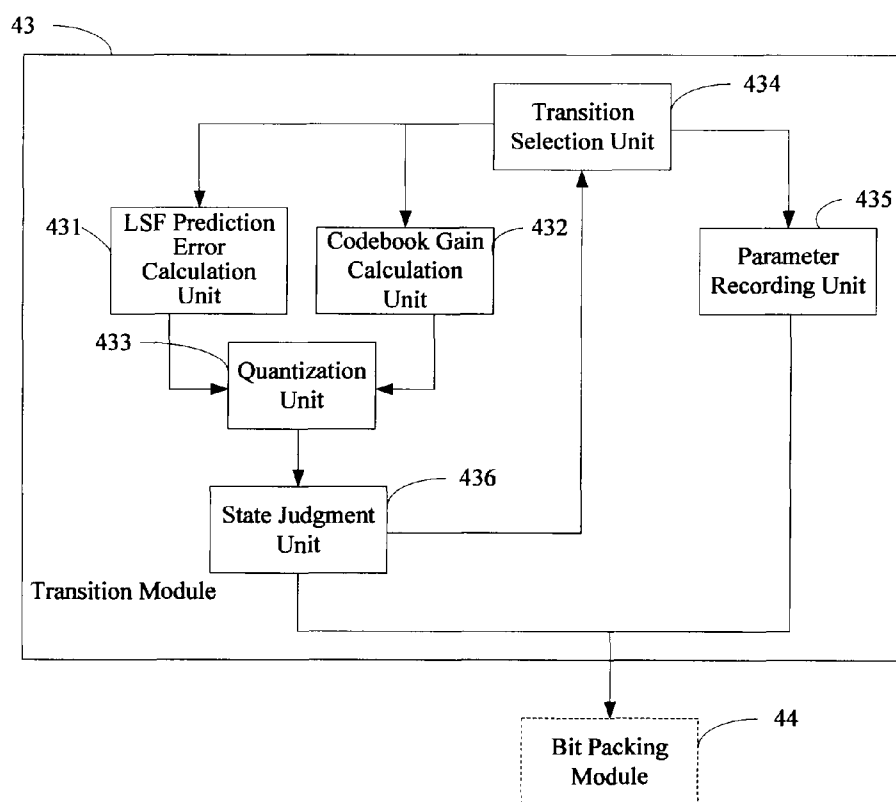 43
434
Transition
Selection Unit
435
431
LSF Prediction
Error
Calculation
Unit
432
Codebook Gain
Calculation
Unit
Parameter
Recording Unit
433
Quantization
Unit
436
State Judgment
Unit
Transition Module
44
Bit Packing
Module